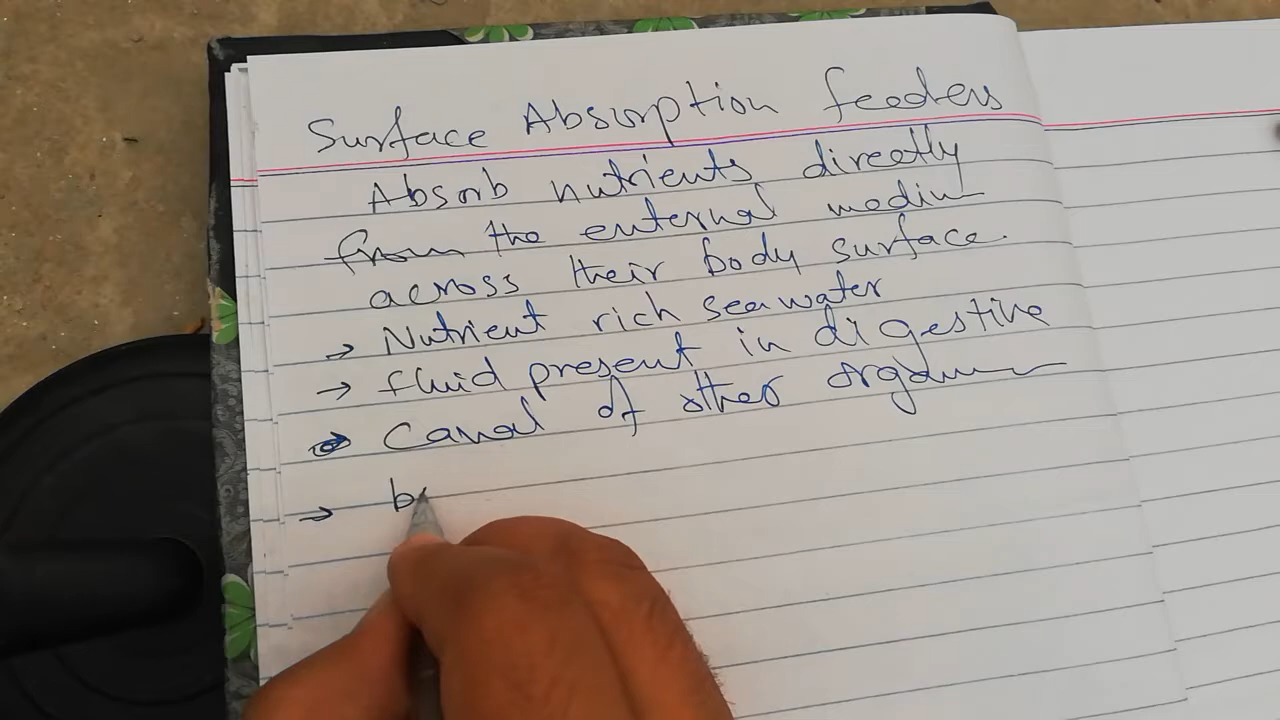 Surface Absorption feeders
Absorb nutrients directly
from the external medium
across their body surface.
→ Nutrient rich seawater
→ fluid present in digestive
Canal of other
→ b